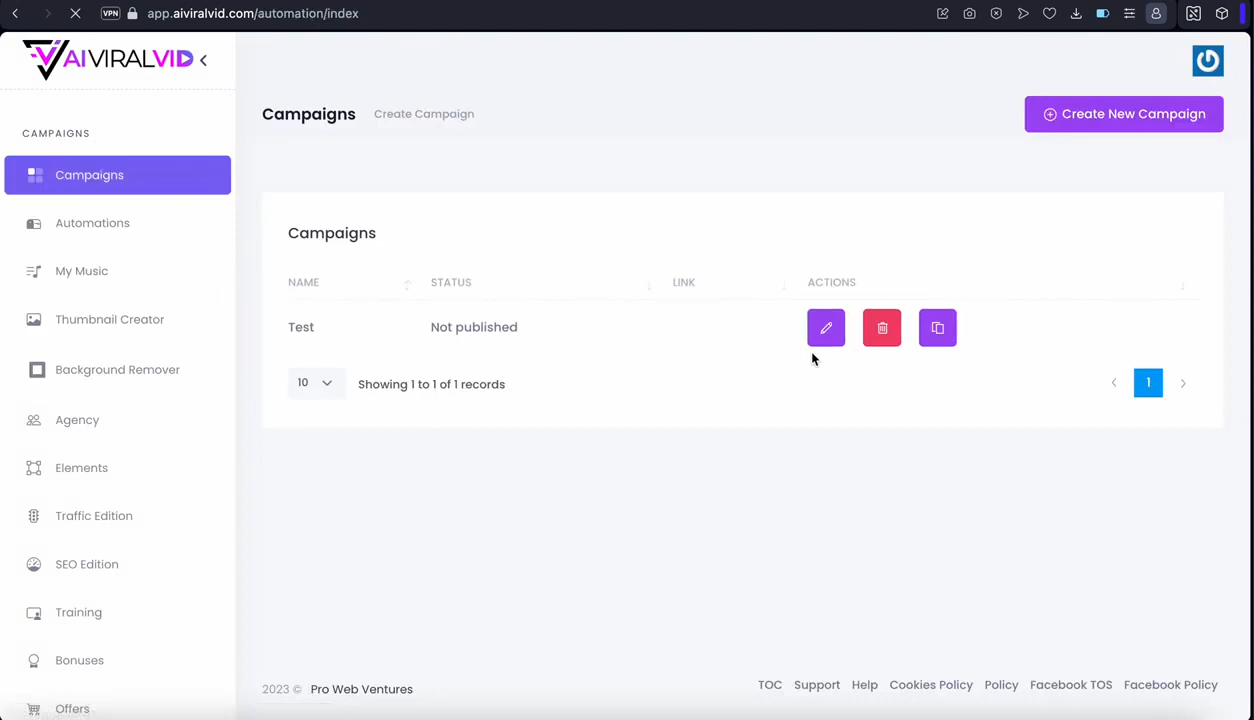 VPN app.aiviralvid.com/automation/index
AIVIRALVID
Campaigns Create Campaign
Create New Campaign
CAMPAIGNS
Campaigns
Automations
My Music
Thumbnail Creator
Background Remover
Agency
Elements
Traffic Edition
SEO Edition
Training
Bonuses
Offers
Campaigns
NAME STATUS LINK ACTIONS
Test Not published
10 Showing 1 to 1 of 1 records 1
2023 © Pro Web Ventures
TOC Support Help Cookies Policy Policy Facebook TOS Facebook Policy